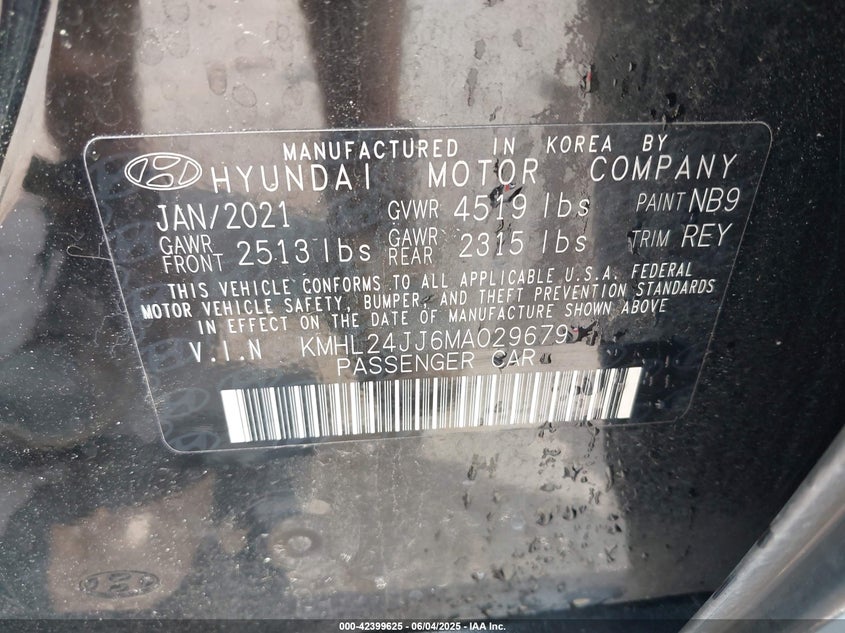 MANUFACTURED IN KOREA BY
HYUNDAI MOTOR COMPANY
JAN/2021 GVWR 4519 lbs PAINT NB9
GAWR FRONT 2513 lbs GAWR REAR 2315 lbs TRIM REY
THIS VEHICLE CONFORMS TO ALL APPLICABLE U.S.A. FEDERAL
MOTOR VEHICLE SAFETY, BUMPER, AND THEFT PREVENTION STANDARDS
IN EFFECT ON THE DATE OF MANUFACTURE SHOWN ABOVE
V.I.N KMHL24JJ6MA029679
PASSENGER CAR
000-42399625 - 06/04/2025 - IAA Inc.